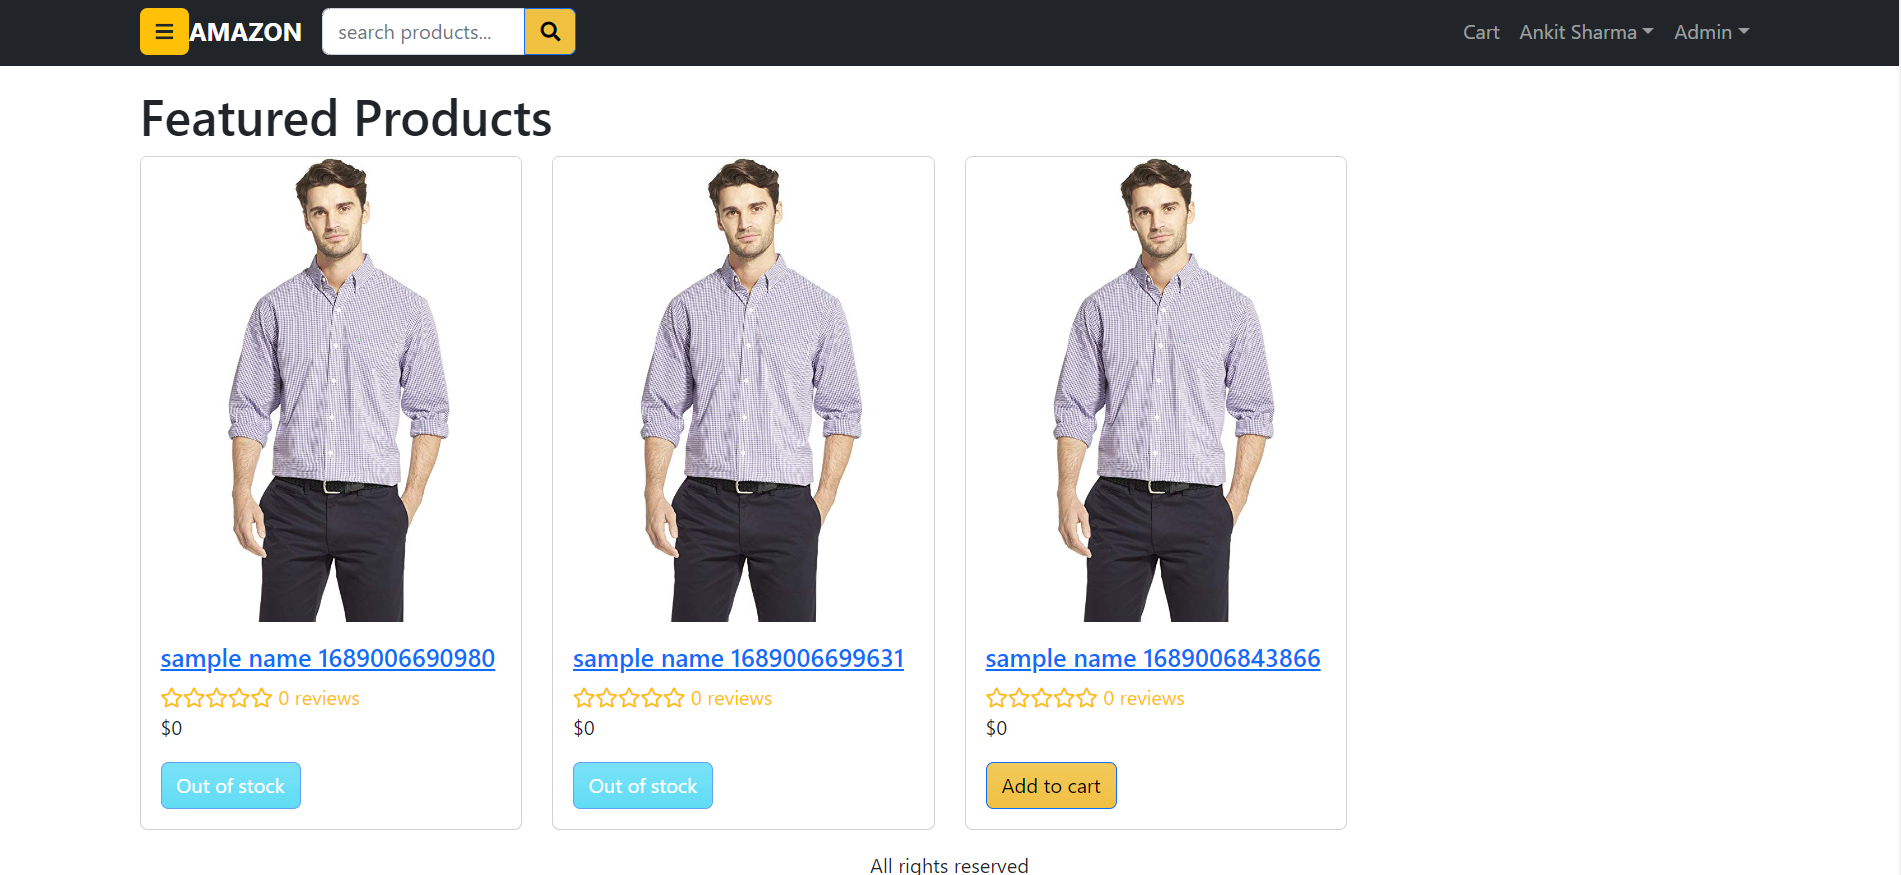 AMAZON search products... Cart Ankit Sharma Admin
Featured Products
sample name 1689006690980
0 reviews
$0
Out of stock
sample name 1689006699631
0 reviews
$0
Out of stock
sample name 1689006843866
0 reviews
$0
Add to cart
All rights reserved